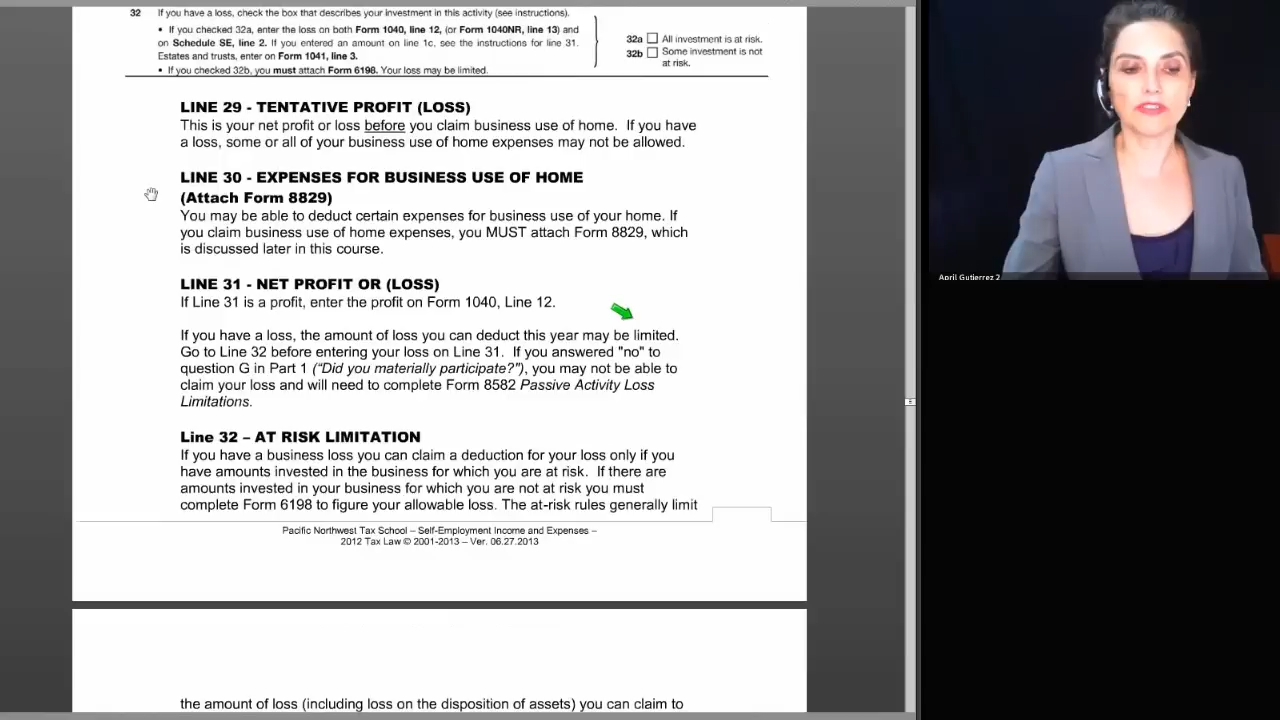 32 If you have a loss, check the box that describes your investment in this activity (see instructions).
• If you checked 32a, enter the loss on both Form 1040, line 12, (or Form 1040NR, line 13) and
on Schedule SE, line 2. If you entered an amount on line 1c, see the instructions for line 31.
Estates and trusts, enter on Form 1041, line 3.
• If you checked 32b, you must attach Form 6198. Your loss may be limited.
32a All investment is at risk.
32b Some investment is not
at risk.
LINE 29 - TENTATIVE PROFIT (LOSS)
This is your net profit or loss before you claim business use of home. If you have
a loss, some or all of your business use of home expenses may not be allowed.
LINE 30 - EXPENSES FOR BUSINESS USE OF HOME
(Attach Form 8829)
You may be able to deduct certain expenses for business use of your home. If
you claim business use of home expenses, you MUST attach Form 8829, which
is discussed later in this course.
LINE 31 - NET PROFIT OR (LOSS)
If Line 31 is a profit, enter the profit on Form 1040, Line 12.
If you have a loss, the amount of loss you can deduct this year may be limited.
Go to Line 32 before entering your loss on Line 31. If you answered "no" to
question G in Part 1 (“Did you materially participate?”), you may not be able to
claim your loss and will need to complete Form 8582 Passive Activity Loss
Limitations.
Line 32 – AT RISK LIMITATION
If you have a business loss you can claim a deduction for your loss only if you
have amounts invested in the business for which you are at risk. If there are
amounts invested in your business for which you are not at risk you must
complete Form 6198 to figure your allowable loss. The at-risk rules generally limit
Pacific Northwest Tax School – Self-Employment Income and Expenses –
2012 Tax Law © 2001-2013 – Ver. 06.27.2013
the amount of loss (including loss on the disposition of assets) you can claim to
April Gutierrez 2